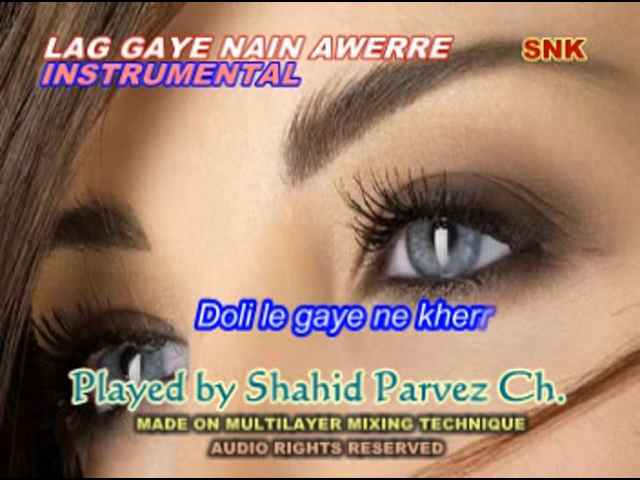 LAG GAYE NAIN AWERRE SNK
INSTRUMENTAL
Doli le gaye ne kherr
Played by Shahid Parvez Ch.
MADE ON MULTILAYER MIXING TECHNIQUE
AUDIO RIGHTS RESERVED